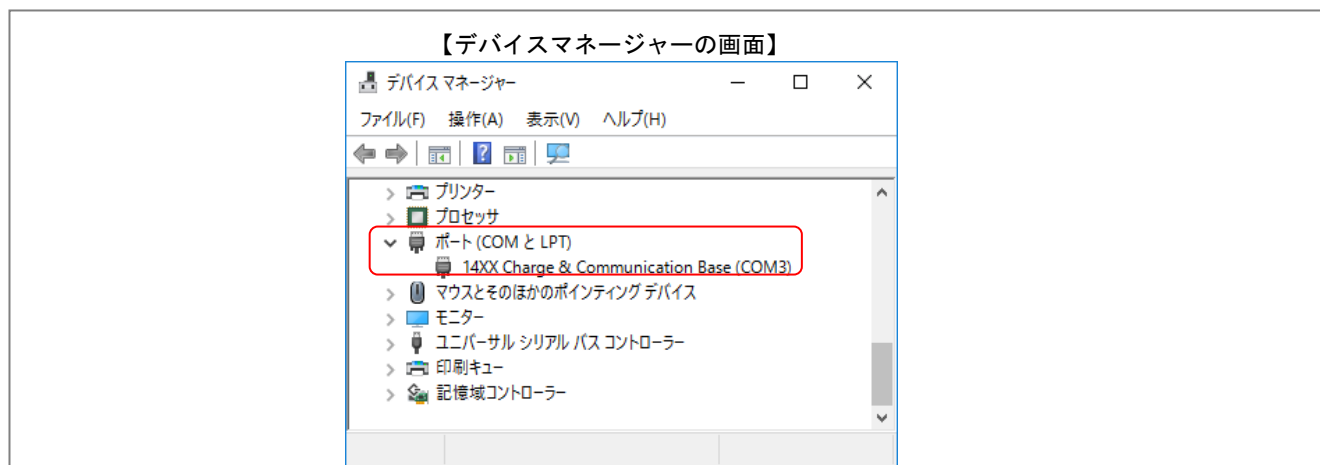 【デバイスマネージャーの画面】
デバイス マネージャー
ファイル(F) 操作(A) 表示(V) ヘルプ(H)
プリンター
プロセッサ
ポート (COM と LPT)
14XX Charge & Communication Base (COM3)
マウスとそのほかのポインティング デバイス
モニター
ユニバーサル シリアル バス コントローラー
印刷キュー
記憶域コントローラー